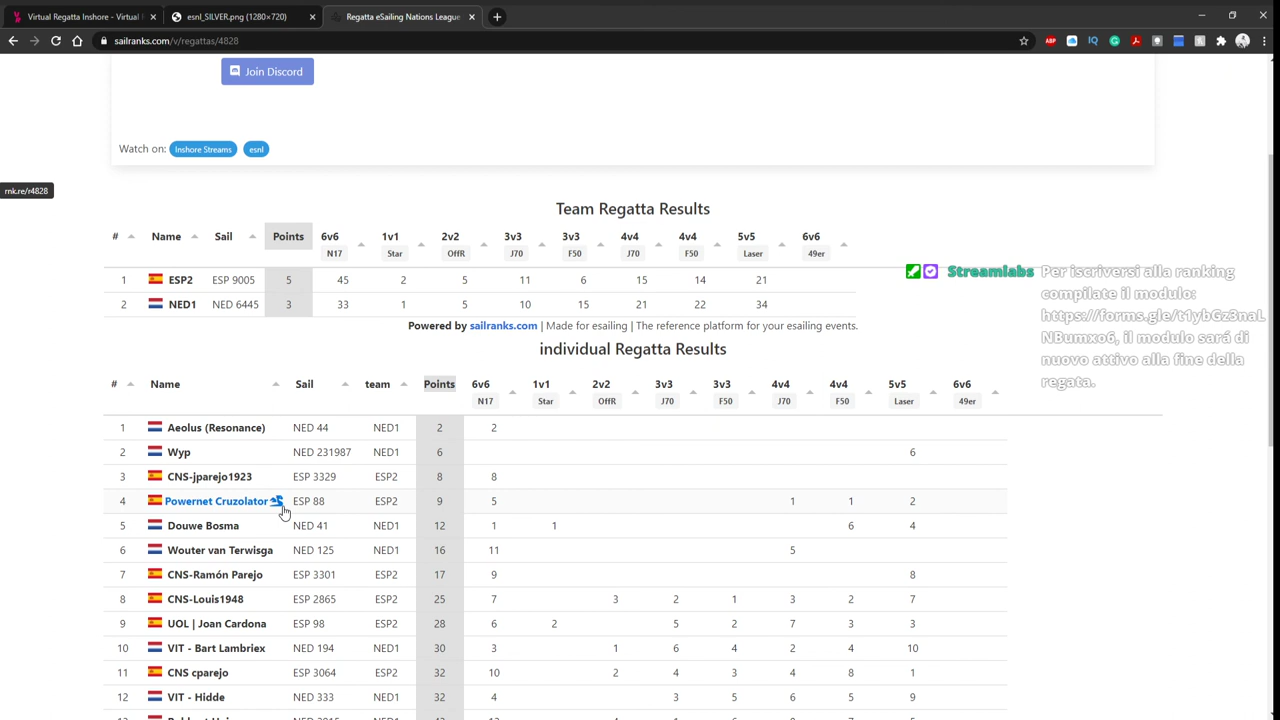 Virtual Regatta Inshore - Virtual
esnl_SILVER.png (1280×720)
Regatta eSailing Nations League
sailranks.com/v/regattas/4828
Join Discord
Watch on: Inshore Streams esnl
rnk.re/r4828
Team Regatta Results
# Name Sail Points 6v6 1v1 2v2 3v3 3v3 4v4 4v4 5v5 6v6
N17 Star OffR J70 F50 J70 F50 Laser 49er
1 ESP2 ESP 9005 5 45 2 5 11 6 15 14 21
2 NED1 NED 6445 3 33 1 5 10 15 21 22 34
Powered by sailranks.com | Made for esailing | The reference platform for your esailing events.
Streamlabs Per iscriversi alla ranking
compilate il modulo:
https://forms.gle/t1ybGz3naL
NBumxo6, il modulo sará di
nuovo attivo alla fine della
regata.
individual Regatta Results
# Name Sail team Points 6v6 1v1 2v2 3v3 3v3 4v4 4v4 5v5 6v6
N17 Star OffR J70 F50 J70 F50 Laser 49er
1 Aeolus (Resonance) NED 44 NED1 2 2
2 Wyp NED 231987 NED1 6 6
3 CNS-jparejo1923 ESP 3329 ESP2 8 8
4 Powernet Cruzolator ESP 88 ESP2 9 5 1 1 2
5 Douwe Bosma NED 41 NED1 12 1 1 6 4
6 Wouter van Terwisga NED 125 NED1 16 11 5
7 CNS-Ramón Parejo ESP 3301 ESP2 17 9 8
8 CNS-Louis1948 ESP 2865 ESP2 25 7 3 2 1 3 2 7
9 UOL | Joan Cardona ESP 98 ESP2 28 6 2 5 2 7 3 3
10 VIT - Bart Lambriex NED 194 NED1 30 3 1 6 4 2 4 10
11 CNS cparejo ESP 3064 ESP2 32 10 2 4 3 4 8 1
12 VIT - Hidde NED 333 NED1 32 4 3 5 6 5 9